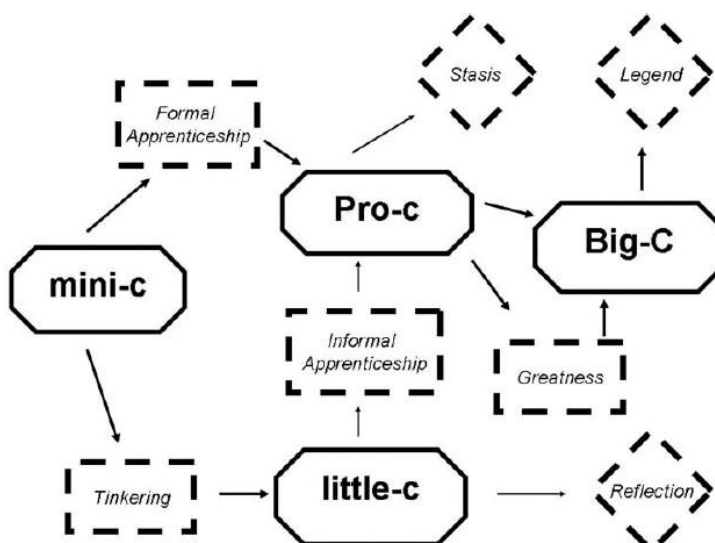 Stasis
Legend
Formal
Apprenticeship
Pro-c
Big-C
mini-c
Informal
Apprenticeship
Greatness
Tinkering
little-c
Reflection